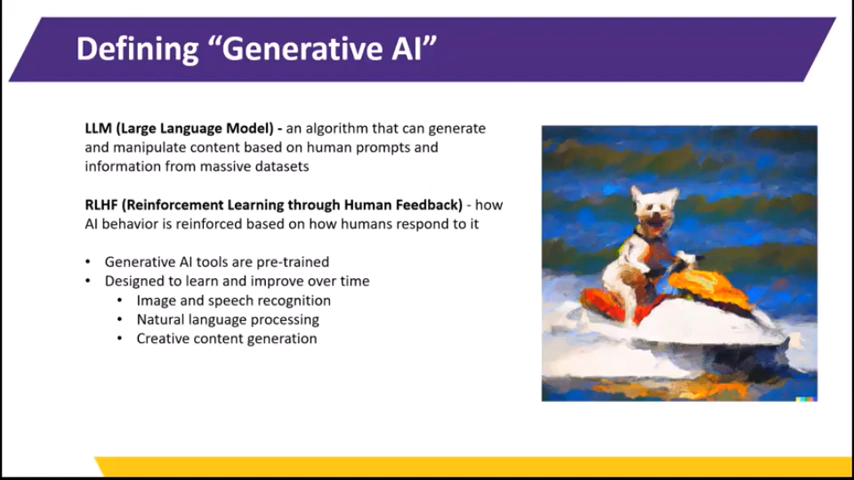 Defining “Generative AI”
LLM (Large Language Model) - an algorithm that can generate
and manipulate content based on human prompts and
information from massive datasets
RLHF (Reinforcement Learning through Human Feedback) - how
AI behavior is reinforced based on how humans respond to it
• Generative AI tools are pre-trained
• Designed to learn and improve over time
• Image and speech recognition
• Natural language processing
• Creative content generation